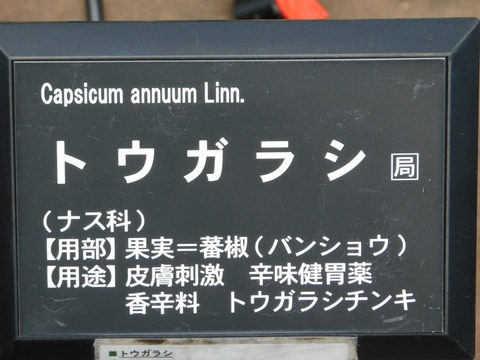 Capsicum annuum Linn.
トウガラシ 局
(ナス科)
【用部】果実=蕃椒(バンショウ)
【用途】皮膚刺激 辛味健胃薬
香辛料 トウガラシチンキ
■トウガラシ